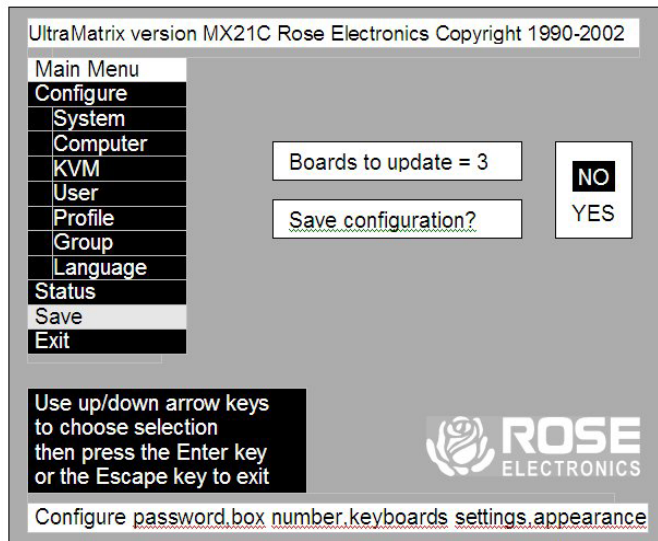 UltraMatrix version MX21C Rose Electronics Copyright 1990-2002
Main Menu
Configure
System
Computer
KVM
User
Profile
Group
Language
Status
Save
Exit
Boards to update = 3
Save configuration?
NO
YES
Use up/down arrow keys
to choose selection
then press the Enter key
or the Escape key to exit
ROSE
ELECTRONICS
Configure password,box number,keyboards settings,appearance